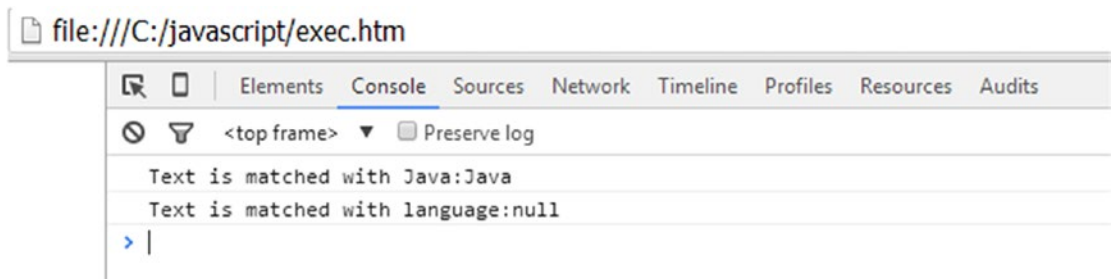 file:///C:/javascript/exec.htm
Elements Console Sources Network Timeline Profiles Resources Audits
<top frame> ▼ Preserve log
Text is matched with Java:Java
Text is matched with language:null
>